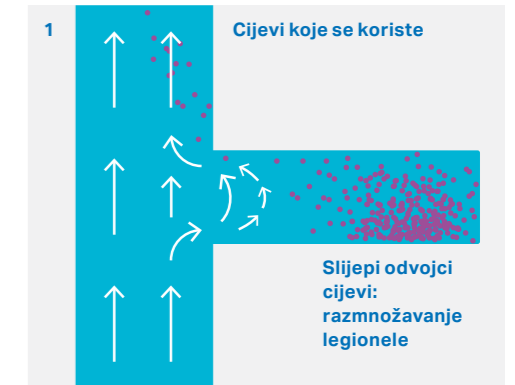 1
Cijevi koje se koriste
Slijepi odvojci
cijevi:
razmnožavanje
legionele